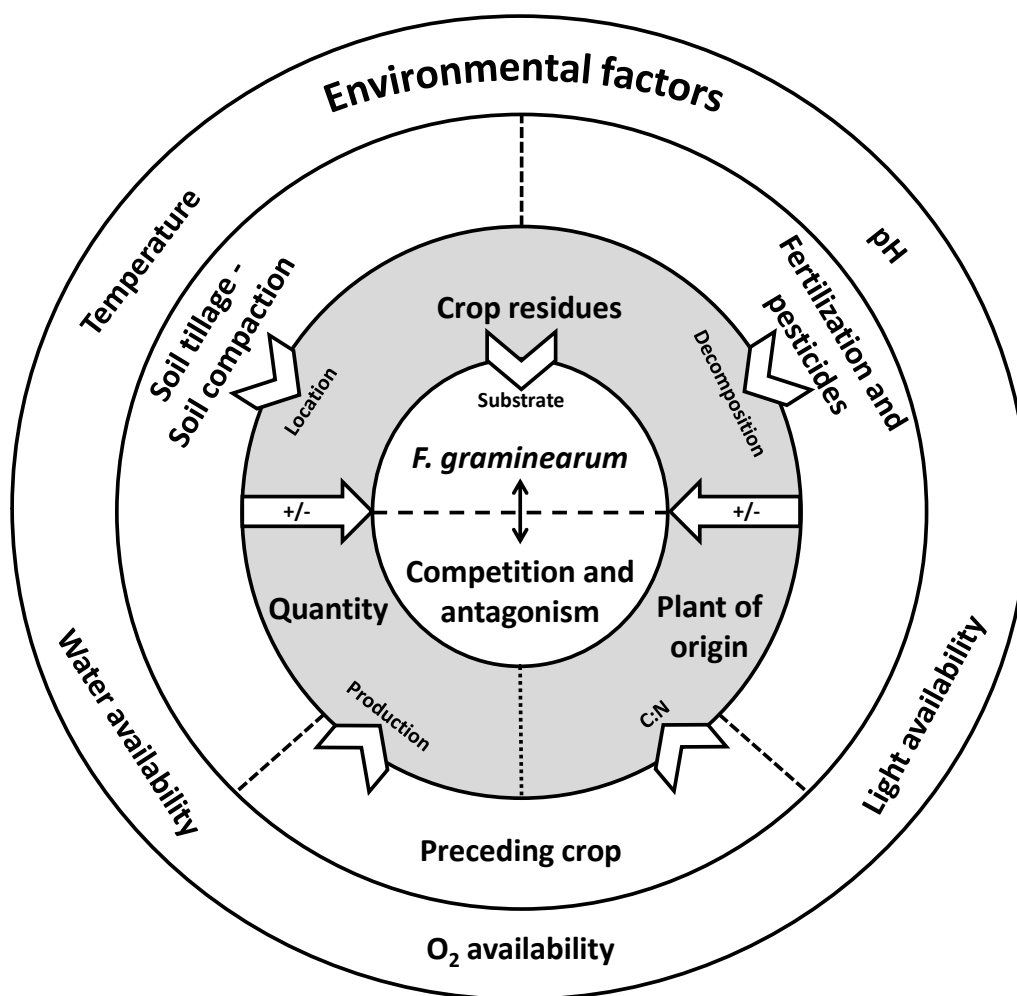 Environmental factors
Temperature
pH
Soil tillage -
Soil compaction
Fertilization and
pesticides
Crop residues
Location
Decomposition
Substrate
F. graminearum
+/-
+/-
Competition and
antagonism
Quantity
Plant of
origin
Production
C:N
Water availability
Light availability
Preceding crop
O₂ availability